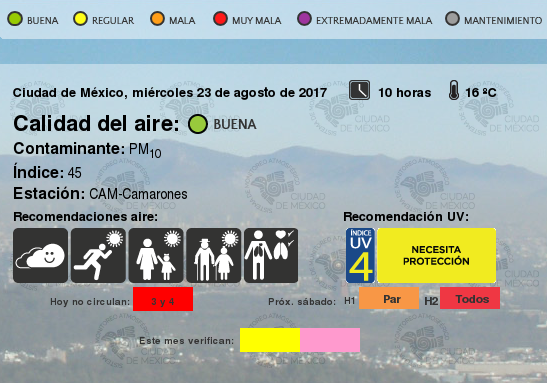 BUENA REGULAR MALA MUY MALA EXTREMADAMENTE MALA MANTENIMIENTO
Ciudad de México, miércoles 23 de agosto de 2017 10 horas 16 ºC
Calidad del aire: BUENA
Contaminante: PM10
Índice: 45
Estación: CAM-Camarones
Recomendaciones aire:
Recomendación UV:
ÍNDICE
UV
4
NECESITA
PROTECCIÓN
Hoy no circulan: 3 y 4
Próx. sábado: H1 Par H2 Todos
Este mes verifican:
CIUDAD
DE MÉXICO